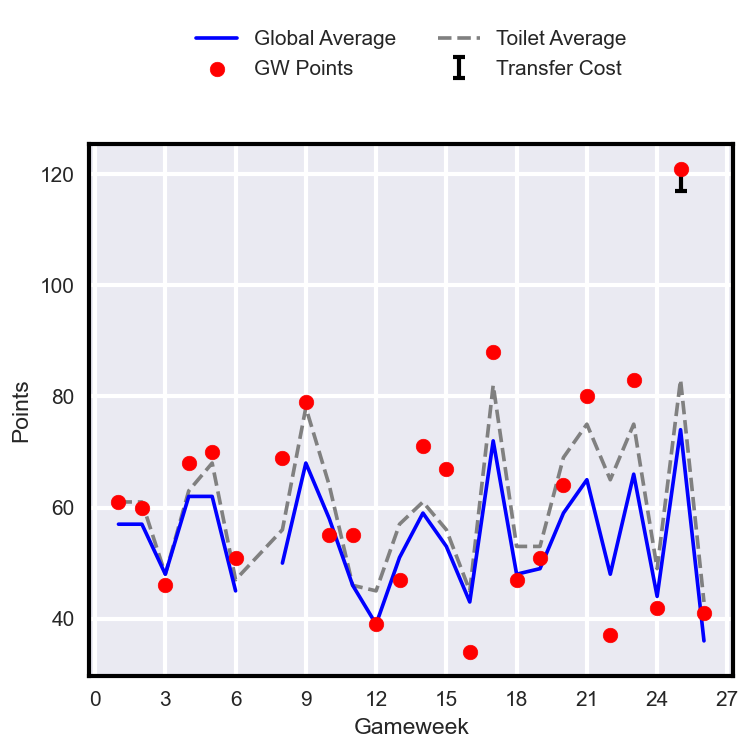 Global Average Toilet Average
GW Points Transfer Cost
120
100
80
60
40
Points
0 3 6 9 12 15 18 21 24 27
Gameweek